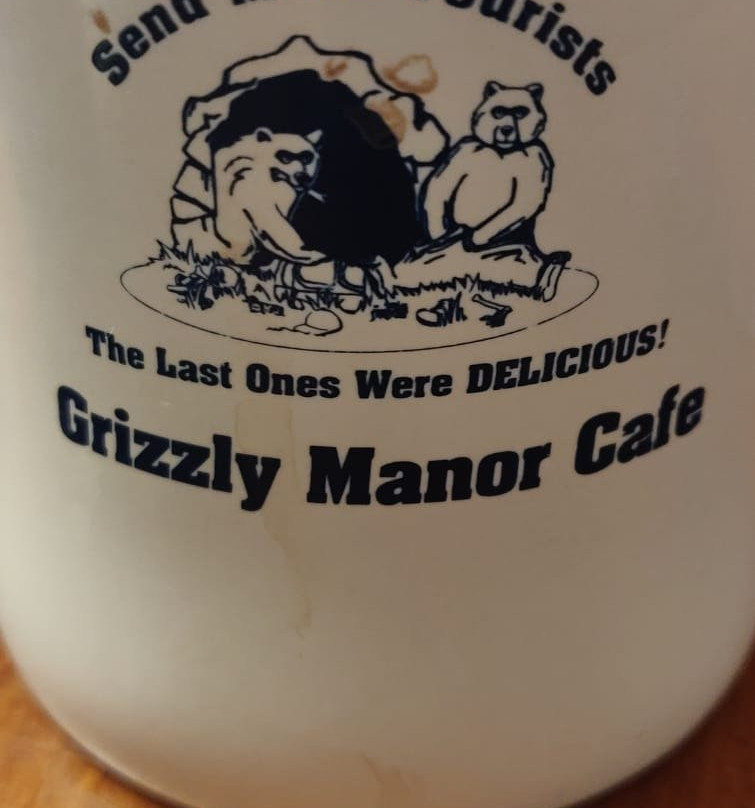 Send
The Last Ones Were DELICIOUS!
Grizzly Manor Cafe